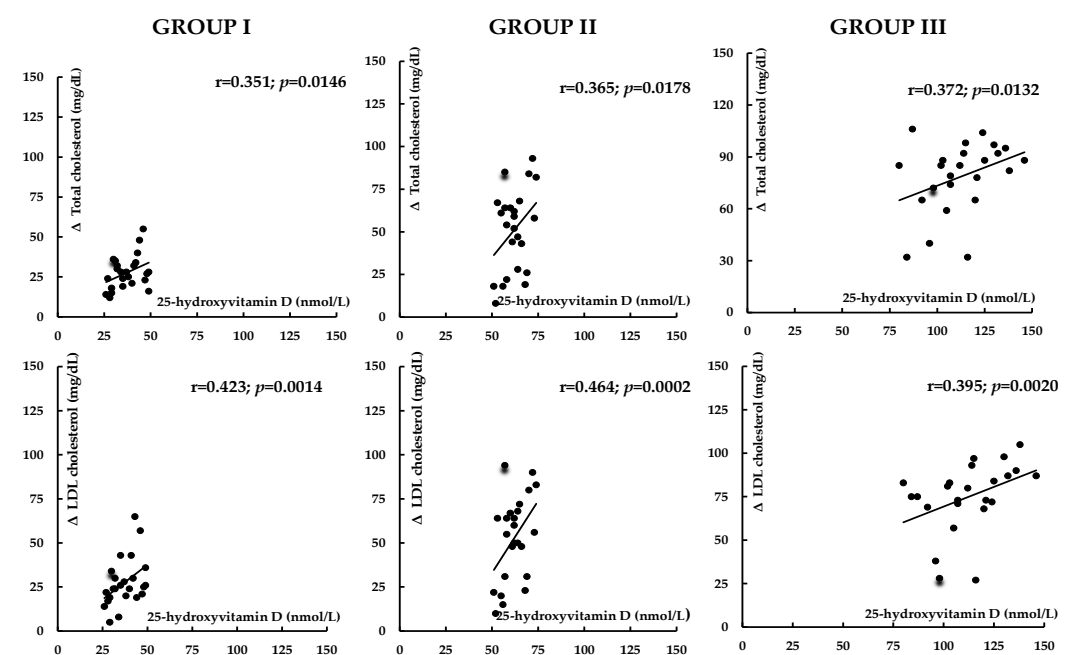 GROUP I
GROUP II
GROUP III
Δ Total cholesterol (mg/dL)
150
125
100
75
50
25
0
r=0.351; p=0.0146
25-hydroxyvitamin D (nmol/L)
0 25 50 75 100 125 150
Δ Total cholesterol (mg/dL)
150
125
100
75
50
25
0
r=0.365; p=0.0178
25-hydroxyvitamin D (nmol/L)
0 25 50 75 100 125 150
Δ Total cholesterol (mg/dL)
150
120
90
60
30
0
r=0.372; p=0.0132
25-hydroxyvitamin D (nmol/L)
0 25 50 75 100 125 150
Δ LDL cholesterol (mg/dL)
150
125
100
75
50
25
0
r=0.423; p=0.0014
25-hydroxyvitamin D (nmol/L)
0 25 50 75 100 125 150
Δ LDL cholesterol (mg/dL)
150
125
100
75
50
25
0
r=0.464; p=0.0002
25-hydroxyvitamin D (nmol/L)
0 25 50 75 100 125 150
Δ LDL cholesterol (mg/dL)
150
125
100
75
50
25
0
r=0.395; p=0.0020
25-hydroxyvitamin D (nmol/L)
0 25 50 75 100 125 150